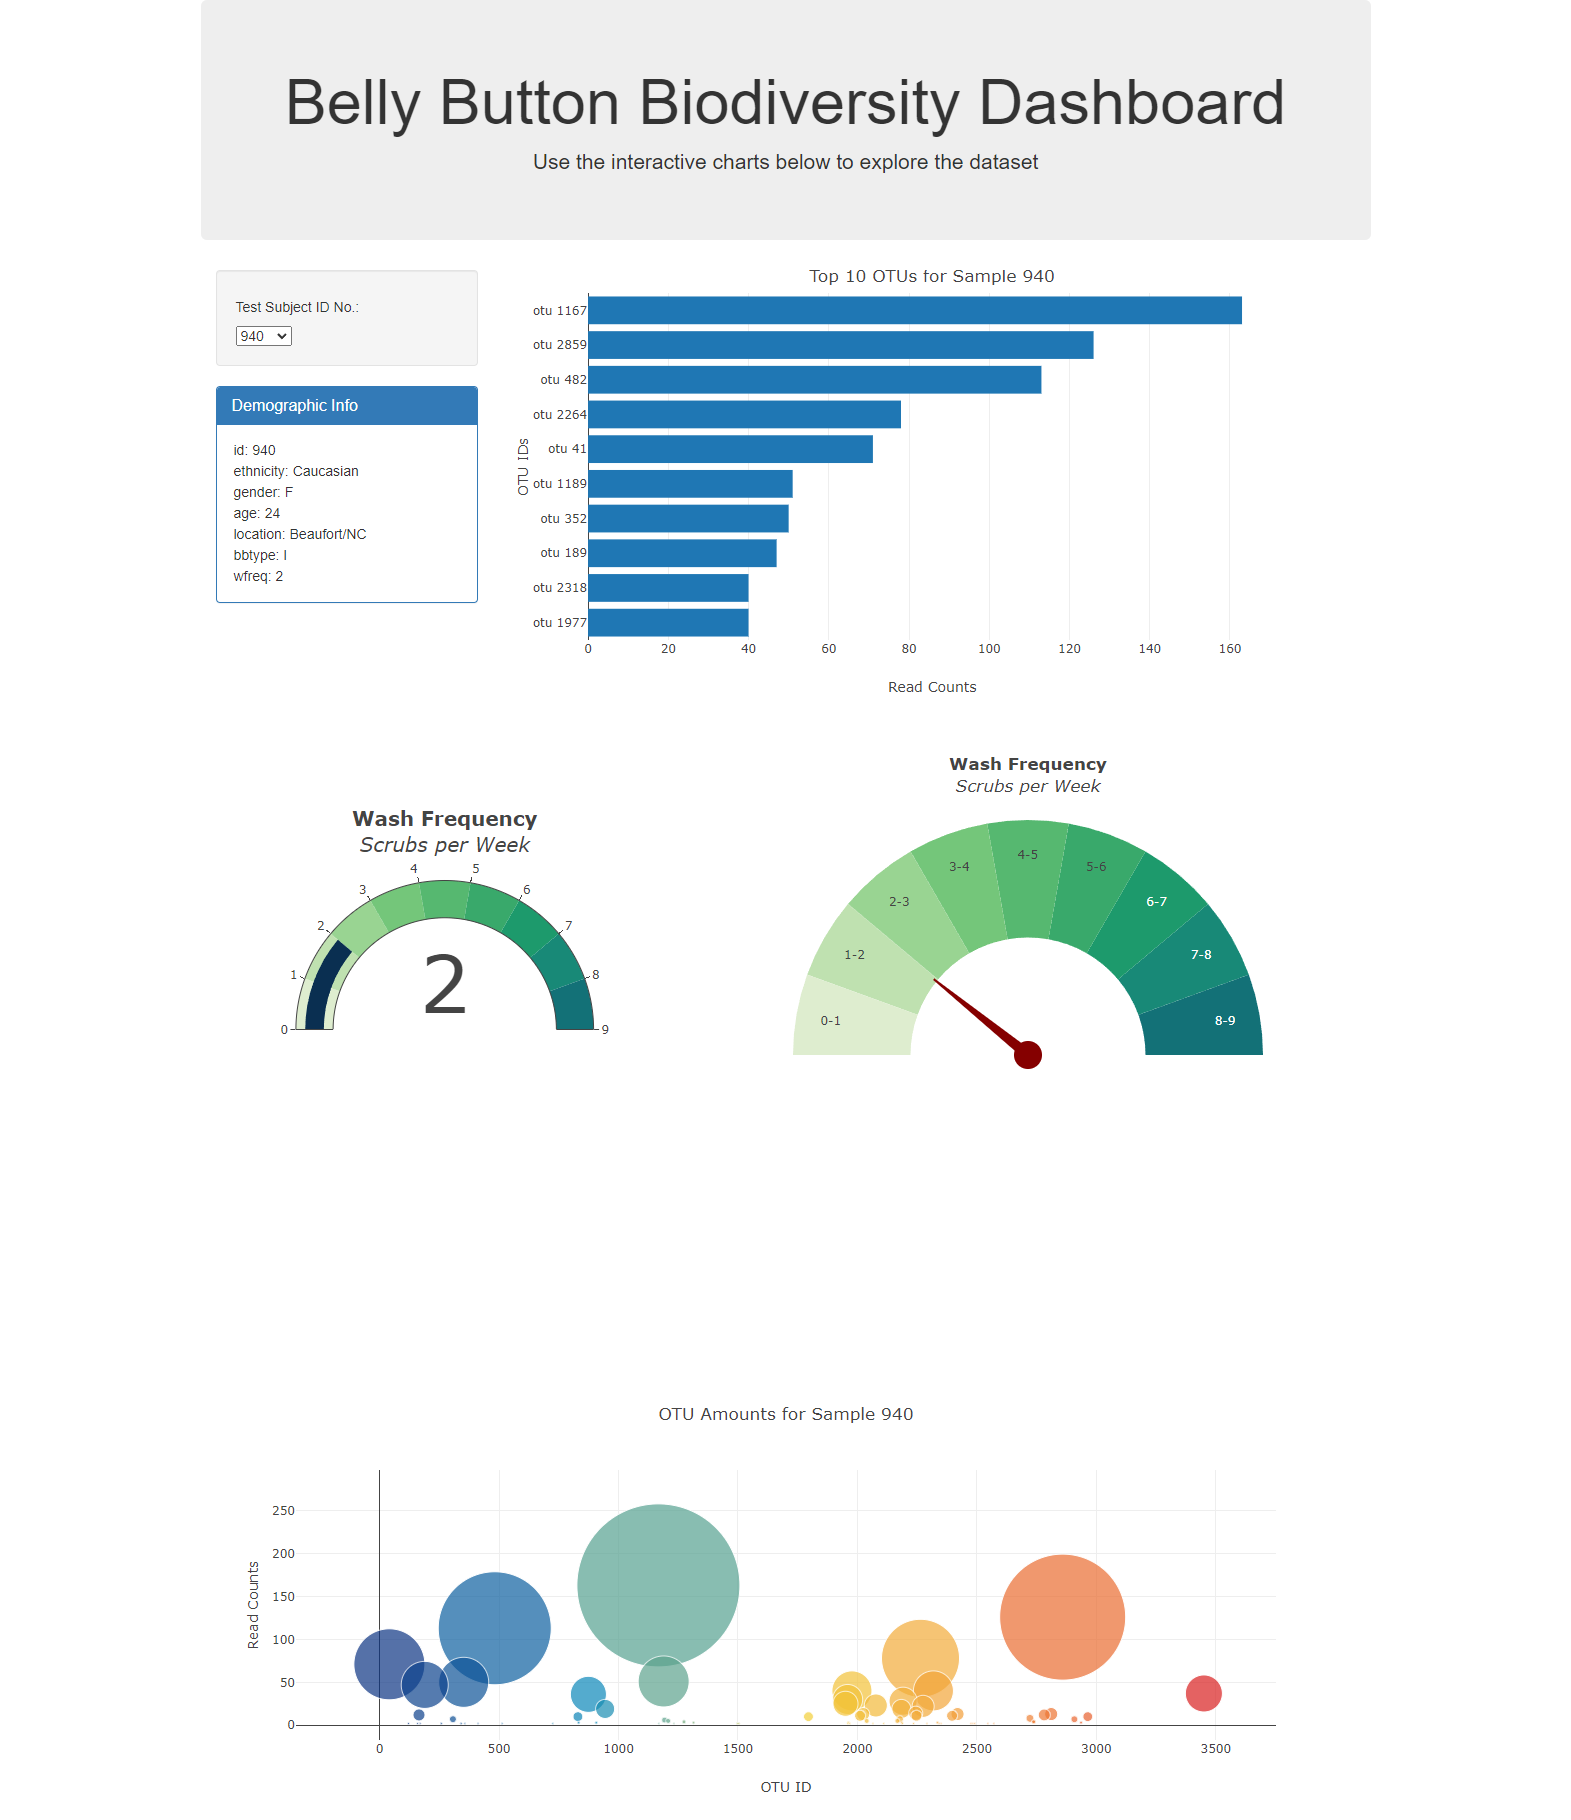 Belly Button Biodiversity Dashboard
Use the interactive charts below to explore the dataset
Test Subject ID No.:
940
Demographic Info
id: 940
ethnicity: Caucasian
gender: F
age: 24
location: Beaufort/NC
bbtype: I
wfreq: 2
Top 10 OTUs for Sample 940
OTU IDs
otu 1167
otu 2859
otu 482
otu 2264
otu 41
otu 1189
otu 352
otu 189
otu 2318
otu 1977
0 20 40 60 80 100 120 140 160
Read Counts
Wash Frequency
Scrubs per Week
0
1
2
3
4
5
6
7
8
9
2
Wash Frequency
Scrubs per Week
0-1
1-2
2-3
3-4
4-5
5-6
6-7
7-8
8-9
OTU Amounts for Sample 940
Read Counts
250
200
150
100
50
0
0 500 1000 1500 2000 2500 3000 3500
OTU ID